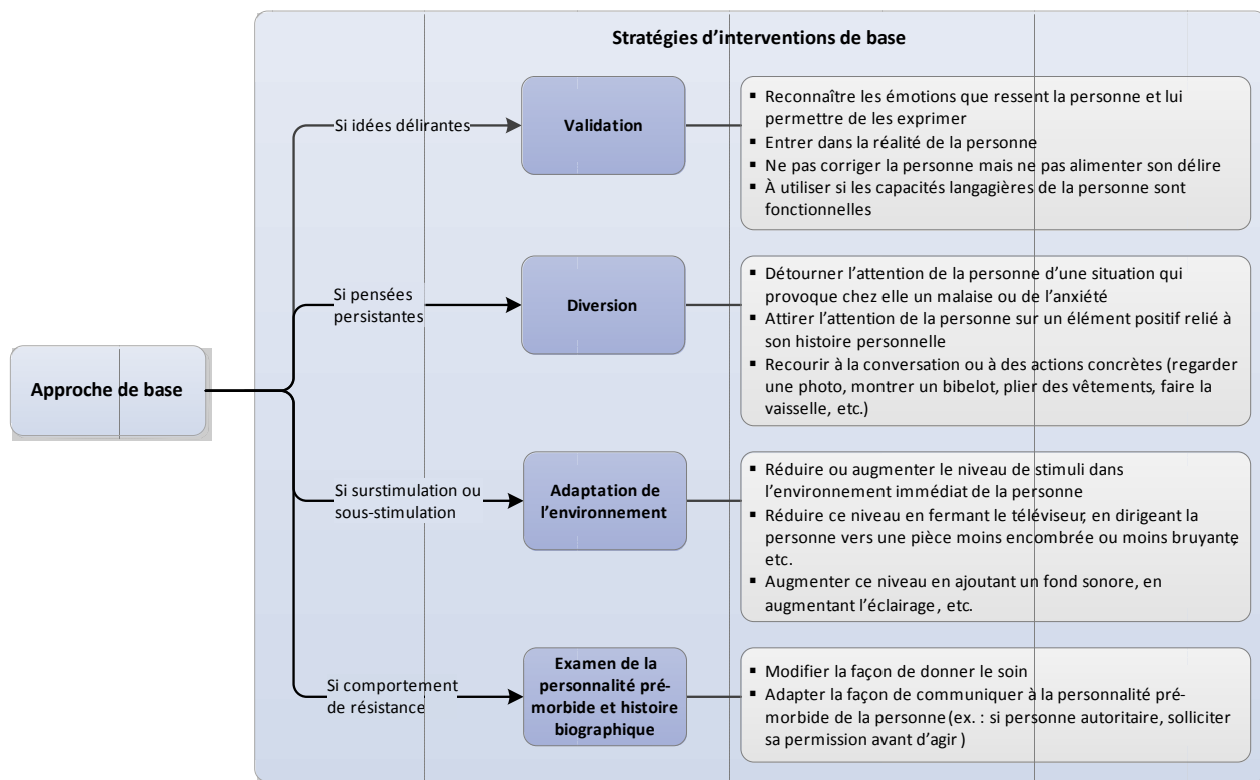 Stratégies d’interventions de base
Approche de base
Si idées délirantes
Validation
▪ Reconnaître les émotions que ressent la personne et lui
permettre de les exprimer
▪ Entrer dans la réalité de la personne
▪ Ne pas corriger la personne mais ne pas alimenter son délire
▪ À utiliser si les capacités langagières de la personne sont
fonctionnelles
Si pensées
persistantes
Diversion
▪ Détourner l’attention de la personne d’une situation qui
provoque chez elle un malaise ou de l’anxiété
▪ Attirer l’attention de la personne sur un élément positif relié à
son histoire personnelle
▪ Recourir à la conversation ou à des actions concrètes (regarder
une photo, montrer un bibelot, plier des vêtements, faire la
vaisselle, etc.)
Si surstimulation ou
sous-stimulation
Adaptation de
l’environnement
▪ Réduire ou augmenter le niveau de stimuli dans
l’environnement immédiat de la personne
▪ Réduire ce niveau en fermant le téléviseur, en dirigeant la
personne vers une pièce moins encombrée ou moins bruyante,
etc.
▪ Augmenter ce niveau en ajoutant un fond sonore, en
augmentant l’éclairage, etc.
Si comportement
de résistance
Examen de la
personnalité pré-
morbide et histoire
biographique
▪ Modifier la façon de donner le soin
▪ Adapter la façon de communiquer à la personnalité pré-
morbide de la personne (ex. : si personne autoritaire, solliciter
sa permission avant d’agir)